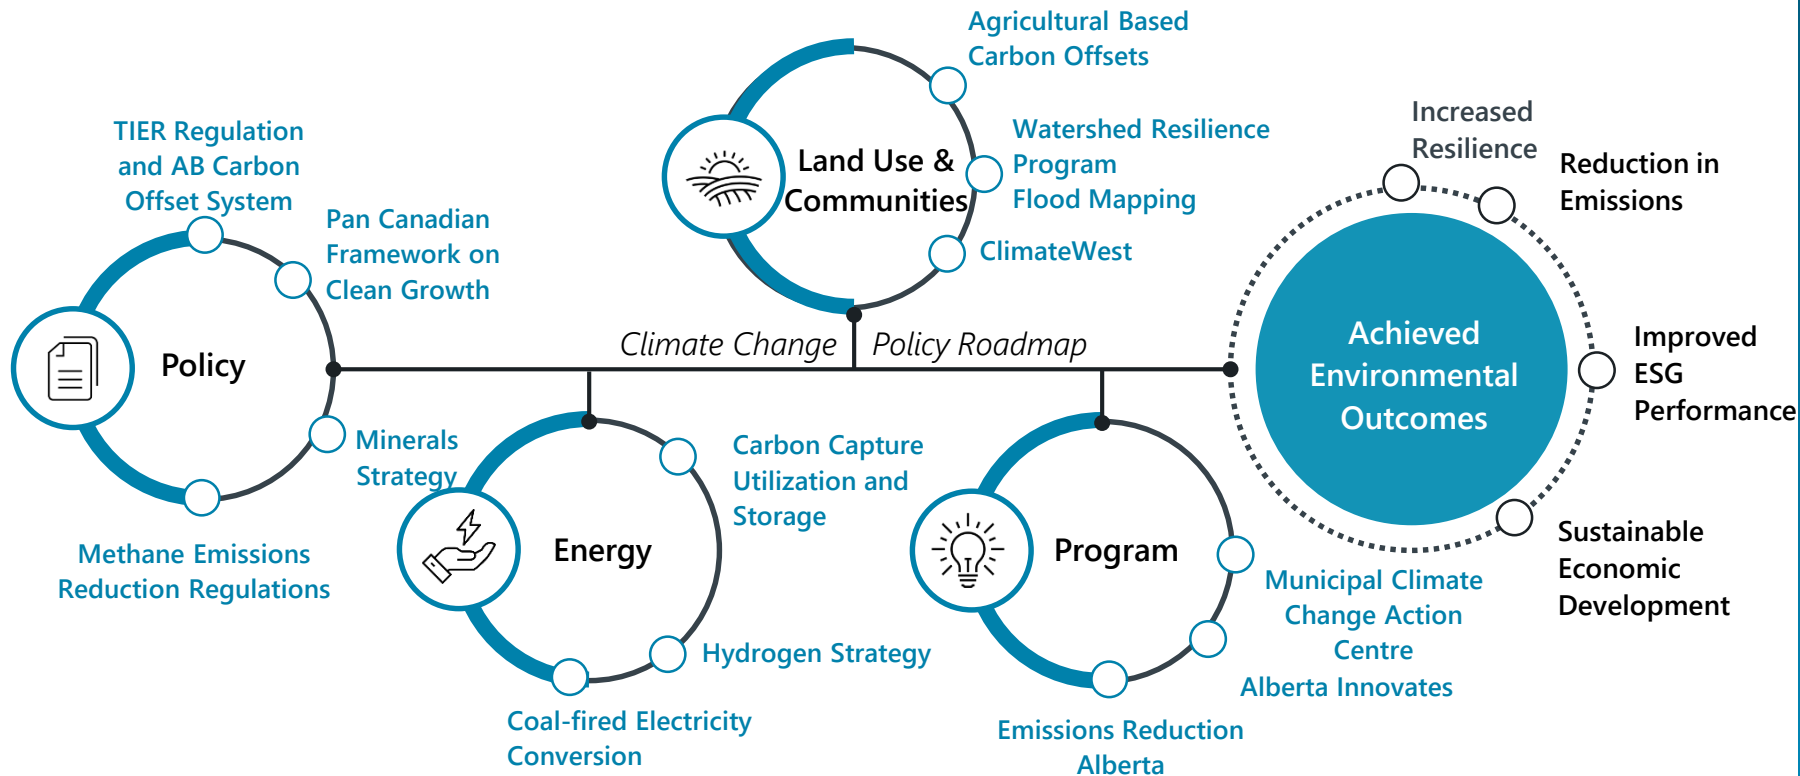 Agricultural Based
Carbon Offsets
Watershed Resilience
Program
Flood Mapping
ClimateWest
Land Use &
Communities
TIER Regulation
and AB Carbon
Offset System
Pan Canadian
Framework on
Clean Growth
Policy
Minerals
Strategy
Methane Emissions
Reduction Regulations
Climate Change
Policy Roadmap
Energy
Carbon Capture
Utilization and
Storage
Hydrogen Strategy
Coal-fired Electricity
Conversion
Program
Municipal Climate
Change Action
Centre
Alberta Innovates
Emissions Reduction
Alberta
Achieved
Environmental
Outcomes
Increased
Resilience
Reduction in
Emissions
Improved
ESG
Performance
Sustainable
Economic
Development